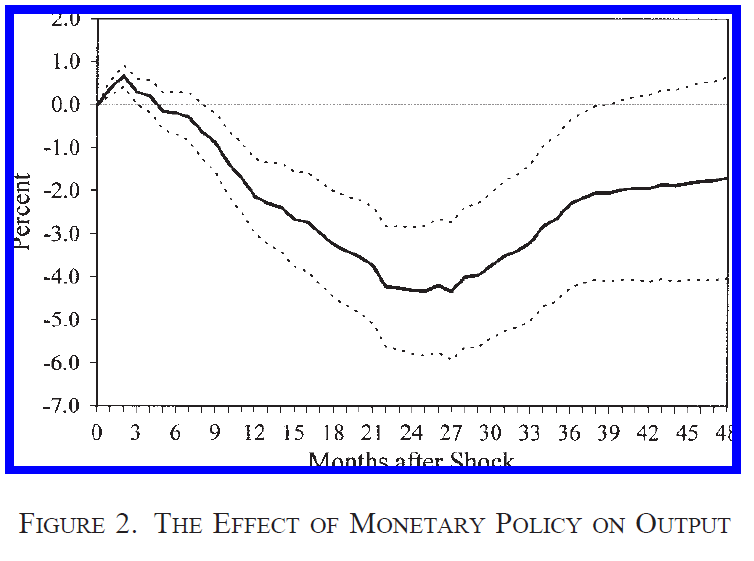 2.0
1.0
0.0
-1.0
-2.0
-3.0
-4.0
-5.0
-6.0
-7.0
Percent
0 3 6 9 12 15 18 21 24 27 30 33 36 39 42 45 48
Months after Shock
FIGURE 2. THE EFFECT OF MONETARY POLICY ON OUTPUT